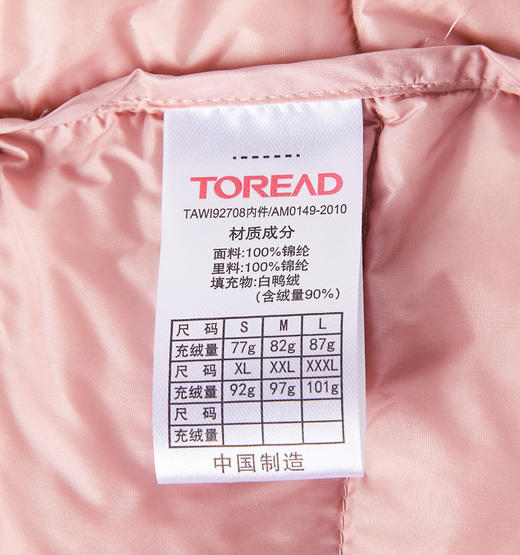 TOREAD
TAWI92708内件/AM0149-2010
材质成分
面料:100%锦纶
里料:100%锦纶
填充物:白鸭绒
(含绒量90%)
尺 码 S M L
充绒量 77g 82g 87g
尺 码 XL XXL XXXL
充绒量 92g 97g 101g
尺 码
充绒量
中国制造